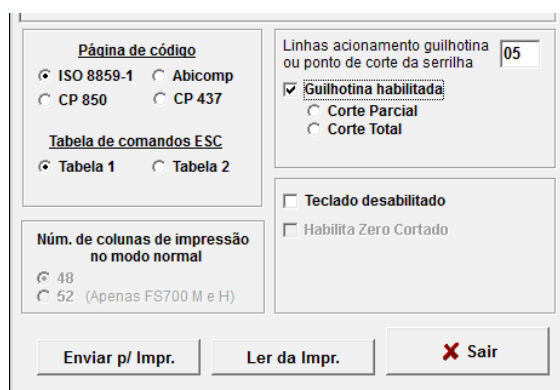 Página de código
ISO 8859-1 Abicomp
CP 850 CP 437
Tabela de comandos ESC
Tabela 1 Tabela 2
Núm. de colunas de impressão
no modo normal
48
52 (Apenas FS700 M e H)
Linhas acionamento guilhotina
ou ponto de corte da serrilha 05
Guilhotina habilitada
Corte Parcial
Corte Total
Teclado desabilitado
Habilita Zero Cortado
Enviar p/ Impr. Ler da Impr. Sair